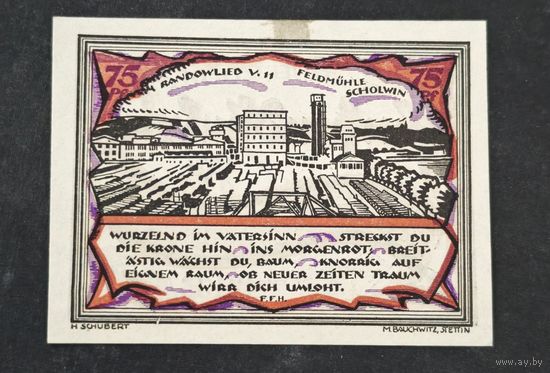 75 Pf.
RANDOWLIED V. 11
FELDMÜHLE
SCHOLWIN
75 Pf.
WURZELND IM VATERSINN STRECKST DU
DIE KRONE HIN INS MORGENROT, BREIT-
ÄSTIG WÄCHST DU, BAUM, KNORRIG AUF
EIGNEM RAUM, OB NEUER ZEITEN TRAUM
WIRR DICH UMLOHT.
F.F.H.
H SCHUBERT
M. BAUCHWITZ, STETTIN
www.ay.by